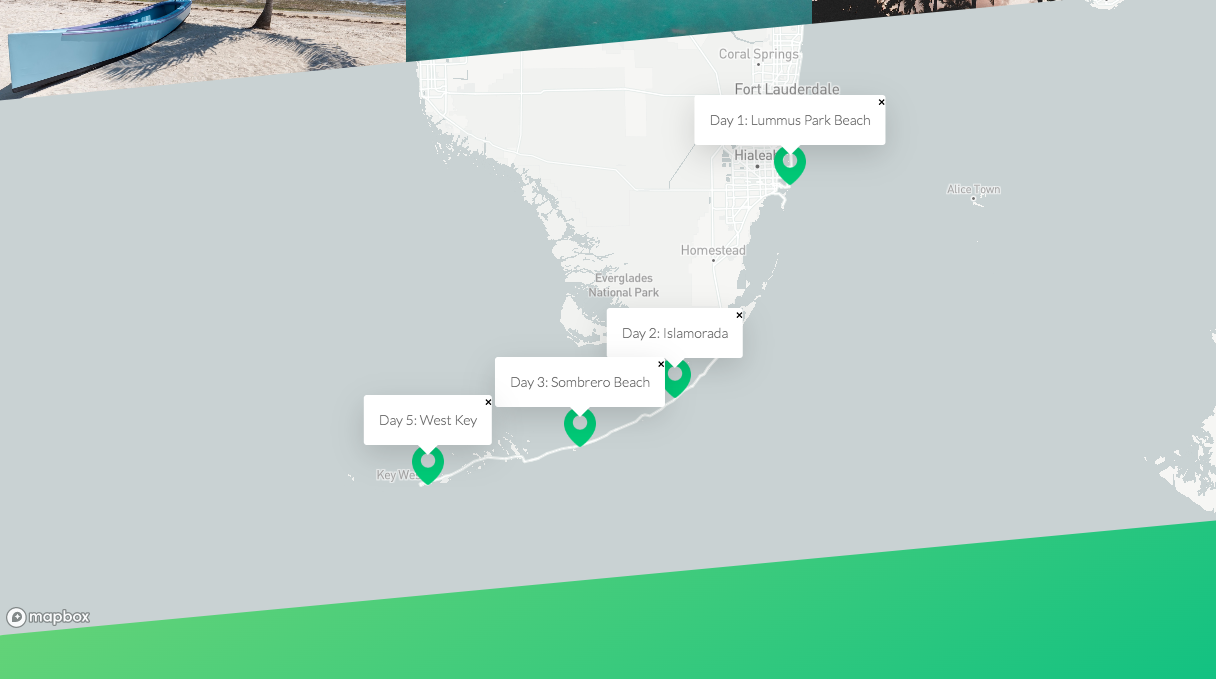 Coral Springs
Fort Lauderdale
×
Day 1: Lummus Park Beach
Hialeah
Alice Town
Homestead
Everglades
National Park
×
Day 2: Islamorada
×
Day 3: Sombrero Beach
×
Day 5: West Key
Key Wes
mapbox